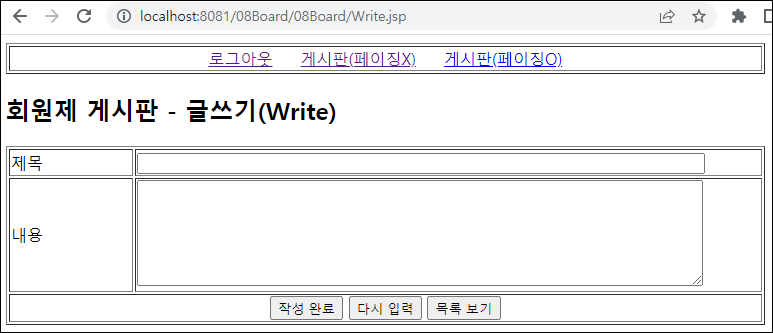 localhost:8081/08Board/08Board/Write.jsp
로그아웃 게시판(페이징X) 게시판(페이징O)
회원제 게시판 - 글쓰기(Write)
제목
내용
작성 완료 다시 입력 목록 보기